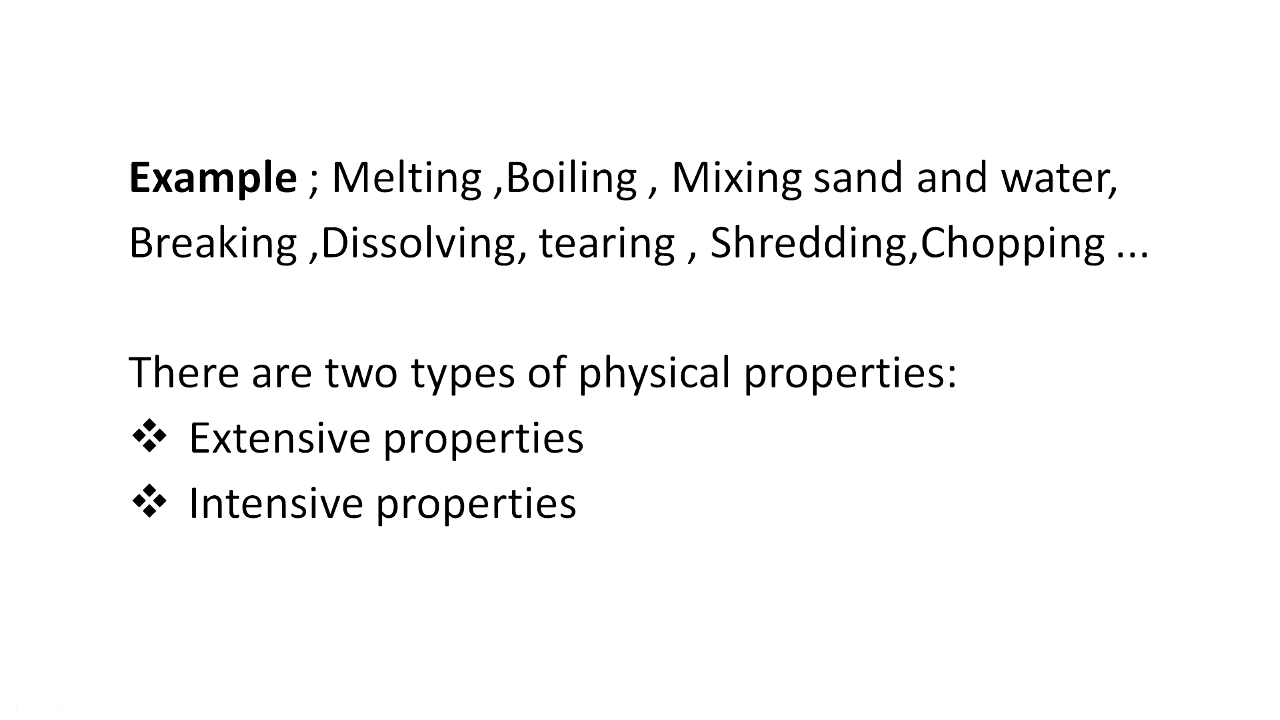 Example ; Melting ,Boiling , Mixing sand and water,
Breaking ,Dissolving, tearing , Shredding,Chopping ...
There are two types of physical properties:
❖ Extensive properties
❖ Intensive properties